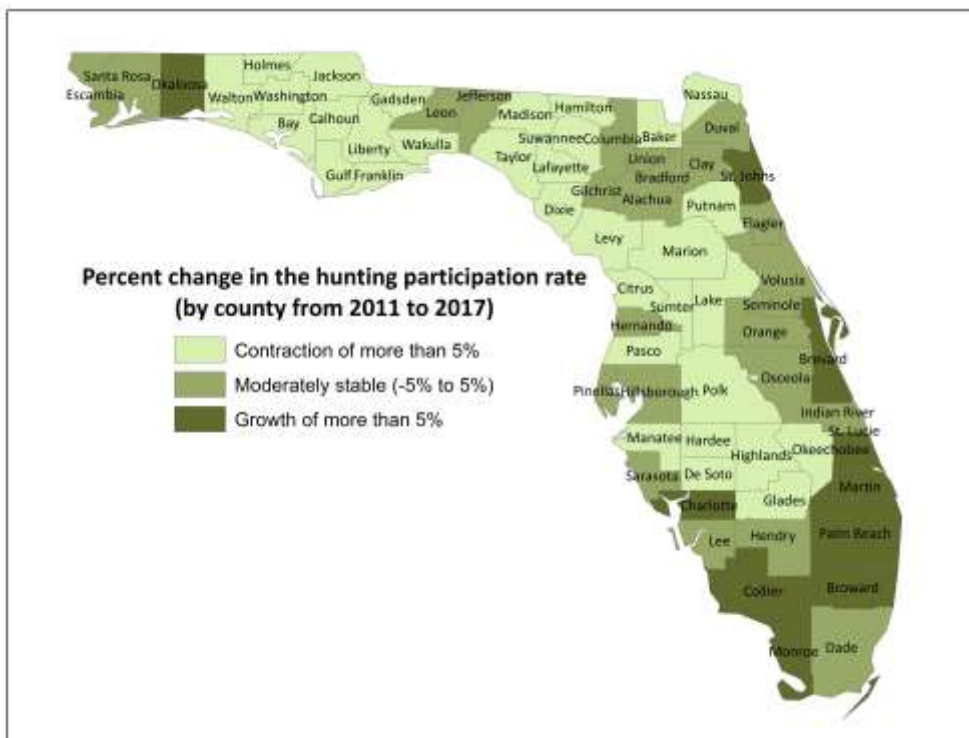 Holmes
Santa Rosa
Okaloosa
Jackson
Escambia
Walton
Washington
Gadsden
Jefferson
Madison
Hamilton
Nassau
Bay
Calhoun
Leon
Suwannee
Columbia
Baker
Duval
Liberty
Wakulla
Taylor
Lafayette
Union
Clay
St. Johns
Gulf
Franklin
Bradford
Gilchrist
Alachua
Dixie
Putnam
Flagler
Levy
Marion
Percent change in the hunting participation rate
(by county from 2011 to 2017)
Contraction of more than 5%
Moderately stable (-5% to 5%)
Growth of more than 5%
Volusia
Citrus
Sumter
Lake
Seminole
Hernando
Orange
Pasco
Brevard
Osceola
Pinellas
Hillsborough
Polk
Indian River
St. Lucie
Manatee
Hardee
Highlands
Okeechobee
Sarasota
De Soto
Martin
Charlotte
Glades
Lee
Hendry
Palm Beach
Collier
Broward
Monroe
Dade